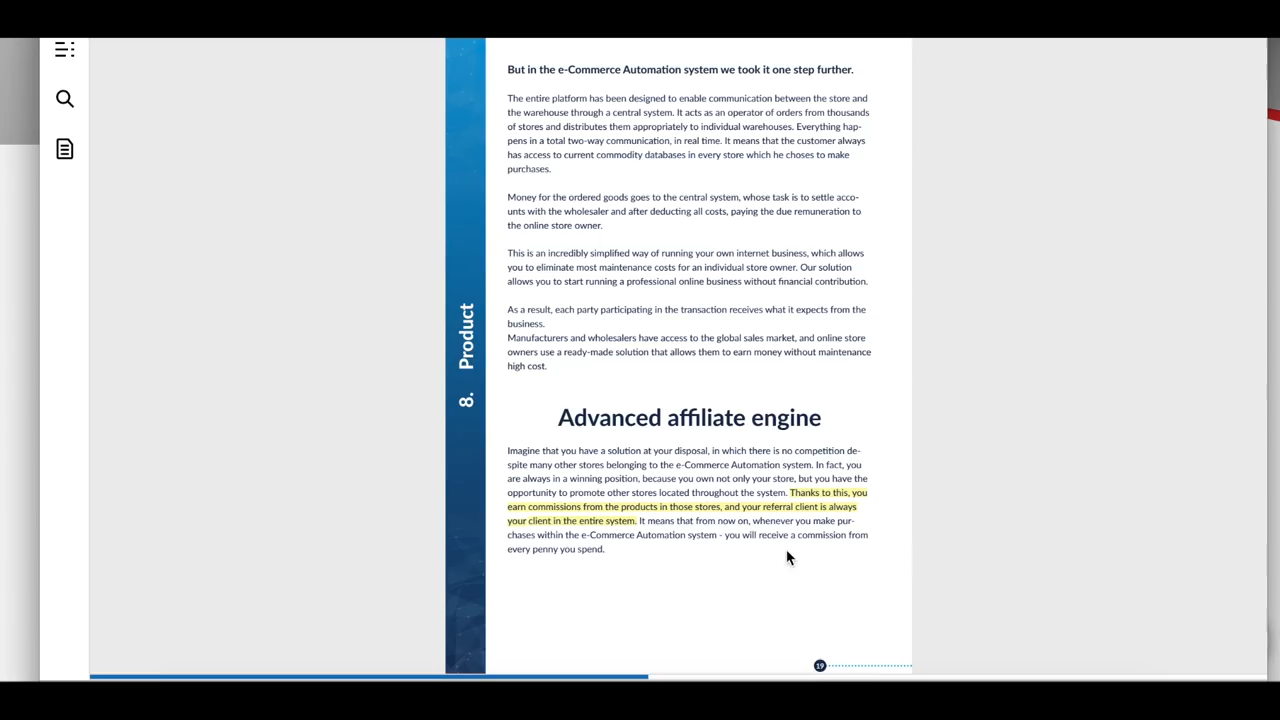 But in the e-Commerce Automation system we took it one step further.
The entire platform has been designed to enable communication between the store and
the warehouse through a central system. It acts as an operator of orders from thousands
of stores and distributes them appropriately to individual warehouses. Everything hap-
pens in a total two-way communication, in real time. It means that the customer always
has access to current commodity databases in every store which he choses to make
purchases.
Money for the ordered goods goes to the central system, whose task is to settle acco-
unts with the wholesaler and after deducting all costs, paying the due remuneration to
the online store owner.
This is an incredibly simplified way of running your own internet business, which allows
you to eliminate most maintenance costs for an individual store owner. Our solution
allows you to start running a professional online business without financial contribution.
As a result, each party participating in the transaction receives what it expects from the
business.
Manufacturers and wholesalers have access to the global sales market, and online store
owners use a ready-made solution that allows them to earn money without maintenance
high cost.
8. Product
Advanced affiliate engine
Imagine that you have a solution at your disposal, in which there is no competition de-
spite many other stores belonging to the e-Commerce Automation system. In fact, you
are always in a winning position, because you own not only your store, but you have the
opportunity to promote other stores located throughout the system. Thanks to this, you
earn commissions from the products in those stores, and your referral client is always
your client in the entire system. It means that from now on, whenever you make pur-
chases within the e-Commerce Automation system - you will receive a commission from
every penny you spend.
19